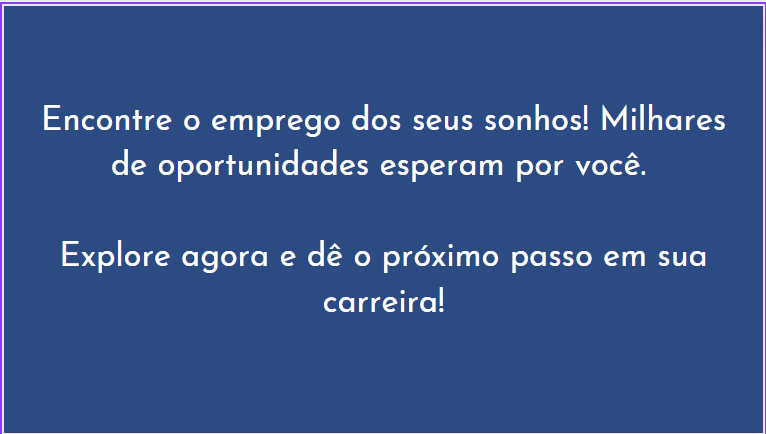 Encontre o emprego dos seus sonhos! Milhares
de oportunidades esperam por você.
Explore agora e dê o próximo passo em sua
carreira!